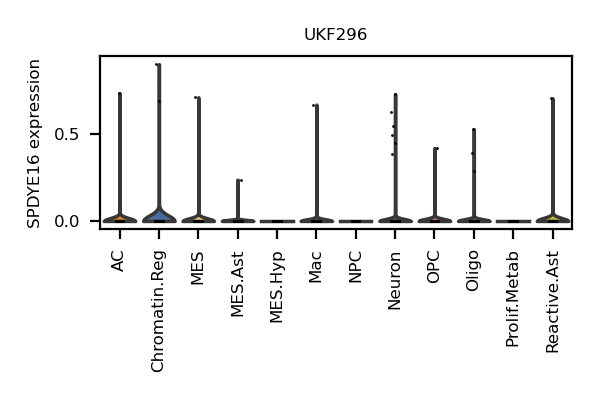 UKF296
SPDYE16 expression
0.5
0.0
AC
Chromatin.Reg
MES
MES.Ast
MES.Hyp
Mac
NPC
Neuron
OPC
Oligo
Prolif.Metab
Reactive.Ast